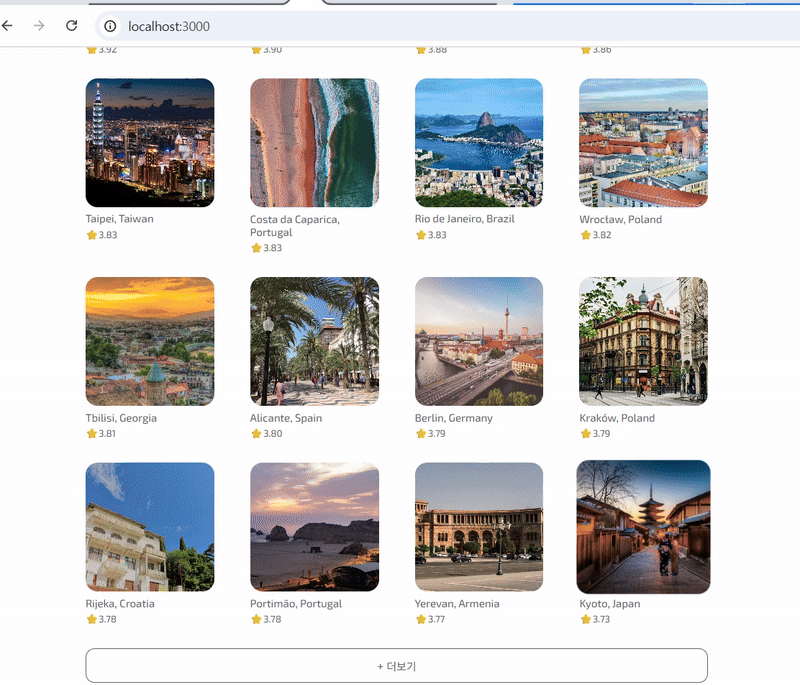 localhost:3000
3.92
3.90
3.88
3.86
Taipei, Taiwan
3.83
Costa da Caparica,
Portugal
3.83
Rio de Janeiro, Brazil
3.83
Wrocław, Poland
3.82
Tbilisi, Georgia
3.81
Alicante, Spain
3.80
Berlin, Germany
3.79
Kraków, Poland
3.79
Rijeka, Croatia
3.78
Portimão, Portugal
3.78
Yerevan, Armenia
3.77
Kyoto, Japan
3.73
+ 더보기